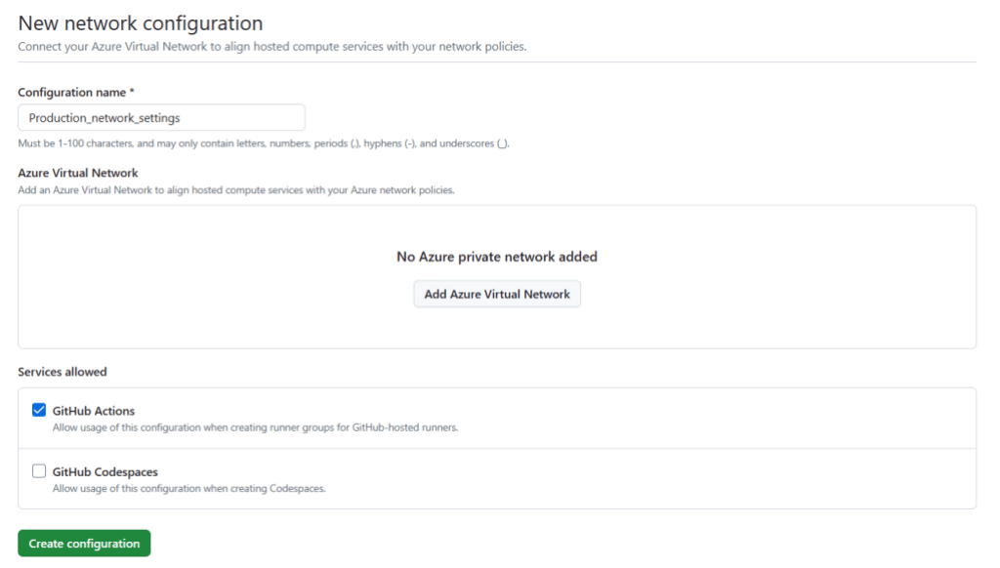 New network configuration
Connect your Azure Virtual Network to align hosted compute services with your network policies.
Configuration name *
Production_network_settings
Must be 1-100 characters, and may only contain letters, numbers, periods (.), hyphens (-), and underscores (_).
Azure Virtual Network
Add an Azure Virtual Network to align hosted compute services with your Azure network policies.
No Azure private network added
Add Azure Virtual Network
Services allowed
GitHub Actions
Allow usage of this configuration when creating runner groups for GitHub-hosted runners.
GitHub Codespaces
Allow usage of this configuration when creating Codespaces.
Create configuration